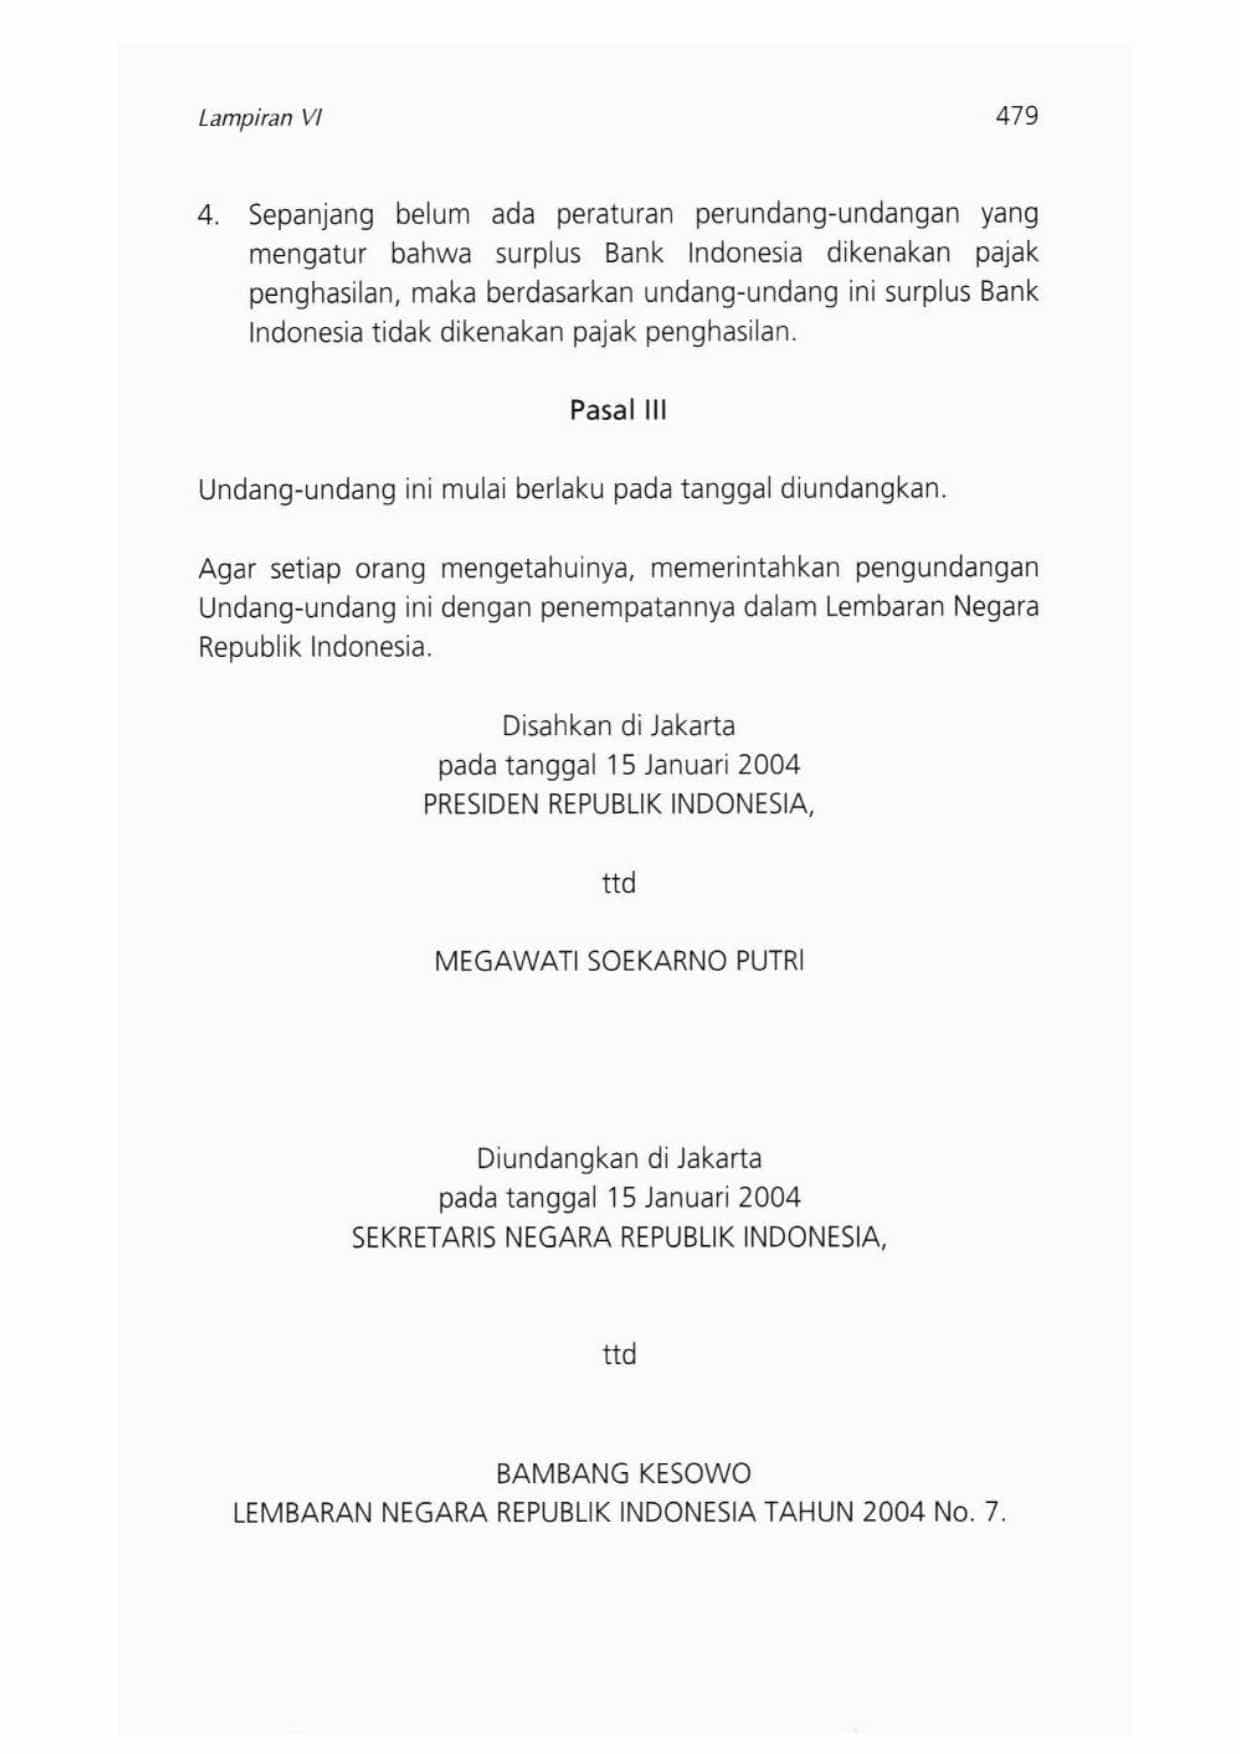 Lampiran VI
479
4. Sepanjang belum ada peraturan perundang-undangan yang
mengatur bahwa surplus Bank Indonesia dikenakan pajak
penghasilan, maka berdasarkan undang-undang ini surplus Bank
Indonesia tidak dikenakan pajak penghasilan.
Pasal III
Undang-undang ini mulai berlaku pada tanggal diundangkan.
Agar setiap orang mengetahuinya, memerintahkan pengundangan
Undang-undang ini dengan penempatannya dalam Lembaran Negara
Republik Indonesia.
Disahkan di Jakarta
pada tanggal 15 Januari 2004
PRESIDEN REPUBLIK INDONESIA,
ttd
MEGAWATI SOEKARNO PUTRI
Diundangkan di Jakarta
pada tanggal 15 Januari 2004
SEKRETARIS NEGARA REPUBLIK INDONESIA,
ttd
BAMBANG KESOWO
LEMBARAN NEGARA REPUBLIK INDONESIA TAHUN 2004 No. 7.